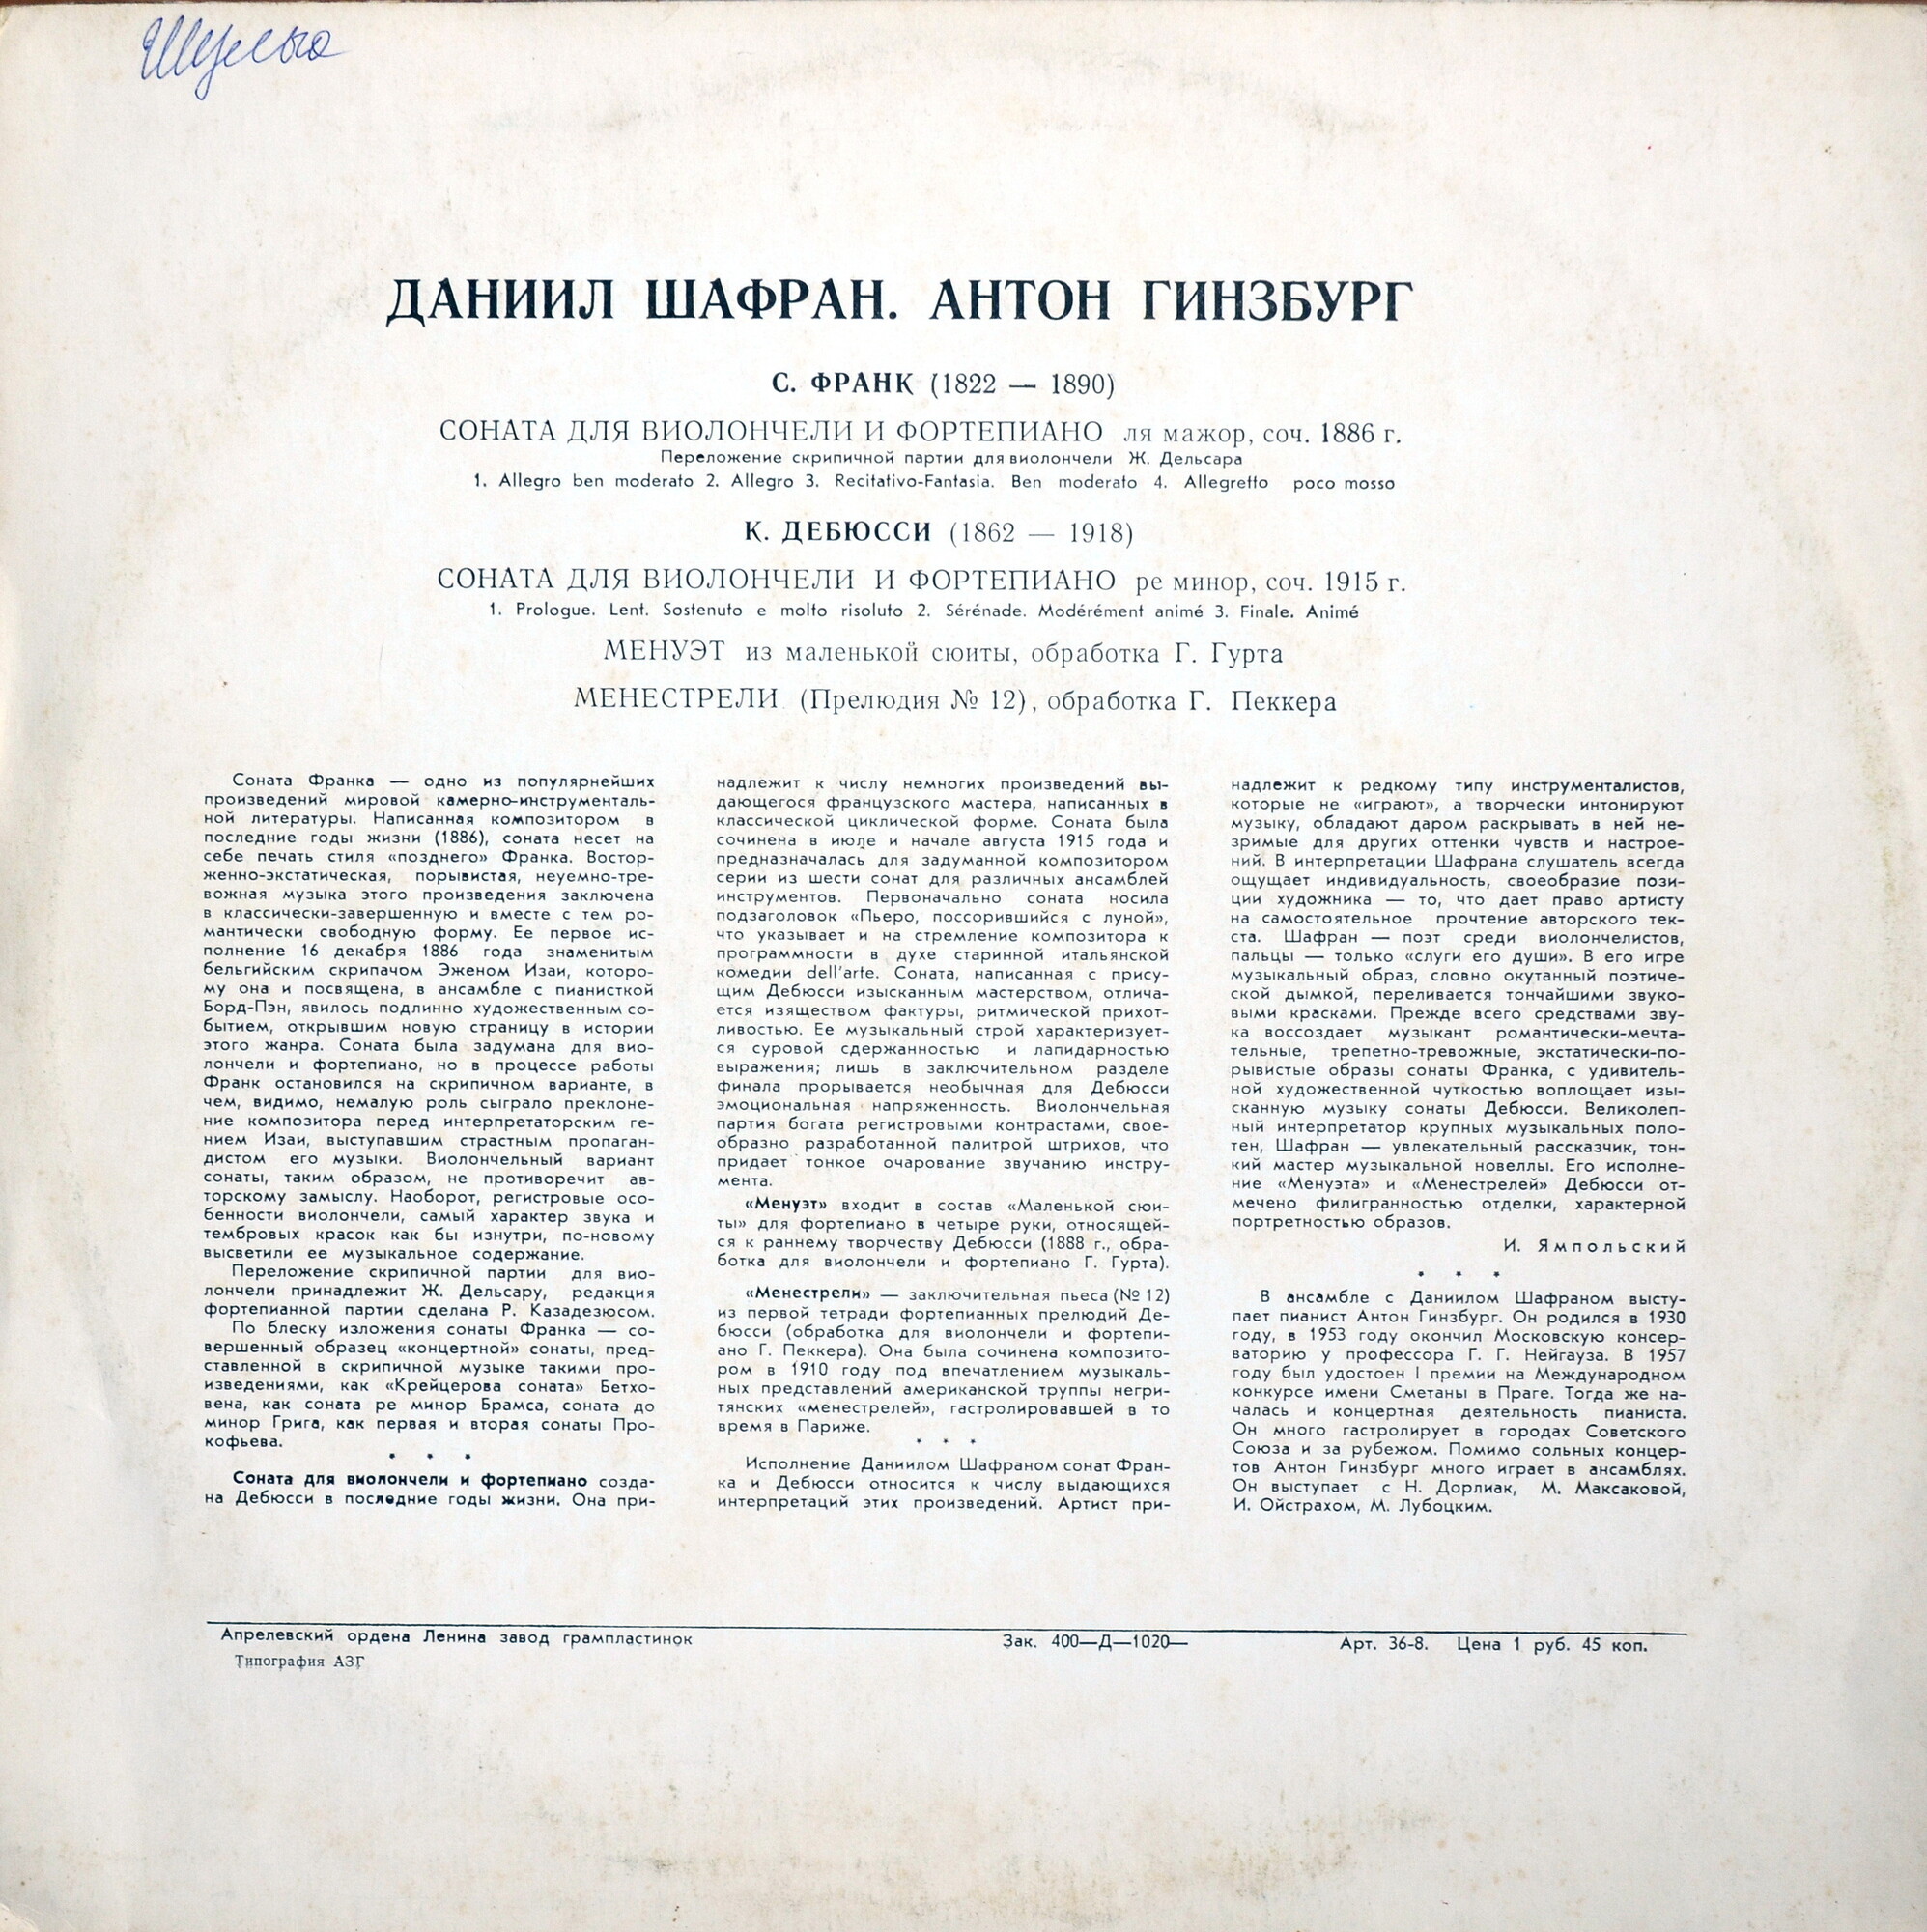 ДАНИИЛ ШАФРАН. АНТОН ГИНЗБУРГ
С. ФРАНК (1822 — 1890)
СОНАТА ДЛЯ ВИОЛОНЧЕЛИ И ФОРТЕПИАНО ля мажор, соч. 1886 г.
Переложение скрипичной партии для виолончели Ж. Дельсара
1. Allegro ben moderato 2. Allegro 3. Recitativo-Fantasia. Ben moderato 4. Allegretto poco mosso
К. ДЕБЮССИ (1862 — 1918)
СОНАТА ДЛЯ ВИОЛОНЧЕЛИ И ФОРТЕПИАНО ре минор, соч. 1915 г.
1. Prologue. Lent. Sostenuto e molto risoluto 2. Sérénade. Modérément animé 3. Finale. Animé
МЕНУЭТ из маленькой сюиты, обработка Г. Гурта
МЕНЕСТРЕЛИ (Прелюдия № 12), обработка Г. Пеккера
Соната Франка — одно из популярнейших
произведений мировой камерно-инструменталь-
ной литературы. Написанная композитором в
последние годы жизни (1886), соната несет на
себе печать стиля «позднего» Франка. Востор-
женно-экстатическая, порывистая, неуемно-тре-
вожная музыка этого произведения заключена
в классически-завершенную и вместе с тем ро-
мантически свободную форму. Ее первое ис-
полнение 16 декабря 1886 года знаменитым
бельгийским скрипачом Эженом Изаи, которо-
му она и посвящена, в ансамбле с пианисткой
Борд-Пэн, явилось подлинно художественным со-
бытием, открывшим новую страницу в истории
этого жанра. Соната была задумана для вио-
лончели и фортепиано, но в процессе работы
Франк остановился на скрипичном варианте, в
чем, видимо, немалую роль сыграло преклоне-
ние композитора перед интерпретаторским ге-
нием Изаи, выступавшим страстным пропаган-
дистом его музыки. Виолончельный вариант
сонаты, таким образом, не противоречит ав-
торскому замыслу. Наоборот, регистровые осо-
бенности виолончели, самый характер звука и
тембровых красок как бы изнутри, по-новому
высветили ее музыкальное содержание.
Переложение скрипичной партии для вио-
лончели принадлежит Ж. Дельсару, редакция
фортепианной партии сделана Р. Казадезюсом.
По блеску изложения сонаты Франка — со-
вершенный образец «концертной» сонаты, пред-
ставленной в скрипичной музыке такими про-
изведениями, как «Крейцерова соната» Бетхо-
вена, как соната ре минор Брамса, соната до
минор Грига, как первая и вторая сонаты Про-
кофьева.
* * *
Соната для виолончели и фортепиано созда-
на Дебюсси в последние годы жизни. Она при-
надлежит к числу немногих произведений вы-
дающегося французского мастера, написанных в
классической циклической форме. Соната была
сочинена в июле и начале августа 1915 года и
предназначалась для задуманной композитором
серии из шести сонат для различных ансамблей
инструментов. Первоначально соната носила
подзаголовок «Пьеро, поссорившийся с луной»,
что указывает и на стремление композитора к
программности в духе старинной итальянской
комедии dell'arte. Соната, написанная с прису-
щим Дебюсси изысканным мастерством, отлича-
ется изяществом фактуры, ритмической прихот-
ливостью. Ее музыкальный строй характеризует-
ся суровой сдержанностью и лапидарностью
выражения; лишь в заключительном разделе
финала прорывается необычная для Дебюсси
эмоциональная напряженность. Виолончельная
партия богата регистровыми контрастами, свое-
образно разработанной палитрой штрихов, что
придает тонкое очарование звучанию инстру-
мента.
«Менуэт» входит в состав «Маленькой сюи-
ты» для фортепиано в четыре руки, относящей-
ся к раннему творчеству Дебюсси (1888 г., обра-
ботка для виолончели и фортепиано Г. Гурта).
«Менестрели» — заключительная пьеса (№ 12)
из первой тетради фортепианных прелюдий Де-
бюсси (обработка для виолончели и фортепи-
ано Г. Пеккера). Она была сочинена композито-
ром в 1910 году под впечатлением музыкаль-
ных представлений американской труппы негри-
тянских «менестрелей», гастролировавшей в то
время в Париже.
* * *
Исполнение Даниилом Шафраном сонат Фран-
ка и Дебюсси относится к числу выдающихся
интерпретаций этих произведений. Артист при-
надлежит к редкому типу инструменталистов,
которые не «играют», а творчески интонируют
музыку, обладают даром раскрывать в ней не-
зримые для других оттенки чувств и настрое-
ний. В интерпретации Шафрана слушатель всегда
ощущает индивидуальность, своеобразие пози-
ции художника — то, что дает право артисту
на самостоятельное прочтение авторского тек-
ста. Шафран — поэт среди виолончелистов,
пальцы — только «слуги его души». В его игре
музыкальный образ, словно окутанный поэтиче-
ской дымкой, переливается тончайшими звуко-
выми красками. Прежде всего средствами зву-
ка воссоздает музыкант романтически-мечта-
тельные, трепетно-тревожные, экстатически-по-
рывистые образы сонаты Франка, с удивитель-
ной художественной чуткостью воплощает изы-
сканную музыку сонаты Дебюсси. Великолеп-
ный интерпретатор крупных музыкальных поло-
тен, Шафран — увлекательный рассказчик, тон-
кий мастер музыкальной новеллы. Его исполне-
ние «Менуэта» и «Менестрелей» Дебюсси от-
мечено филигранностью отделки, характерной
портретностью образов.
И. Ямпольский
* * *
В ансамбле с Даниилом Шафраном высту-
пает пианист Антон Гинзбург. Он родился в 1930
году, в 1953 году окончил Московскую консер-
ваторию у профессора Г. Г. Нейгауза. В 1957
году был удостоен I премии на Международном
конкурсе имени Сметаны в Праге. Тогда же на-
чалась и концертная деятельность пианиста.
Он много гастролирует в городах Советского
Союза и за рубежом. Помимо сольных концер-
тов Антон Гинзбург много играет в ансамблях.
Он выступает с Н. Дорлиак, М. Максаковой,
И. Ойстрахом, М. Лубоцким.
Апрелевский ордена Ленина завод грампластинок
Зак. 400—Д—1020—
Арт. 36-8. Цена 1 руб. 45 коп.
Типография АЗГ